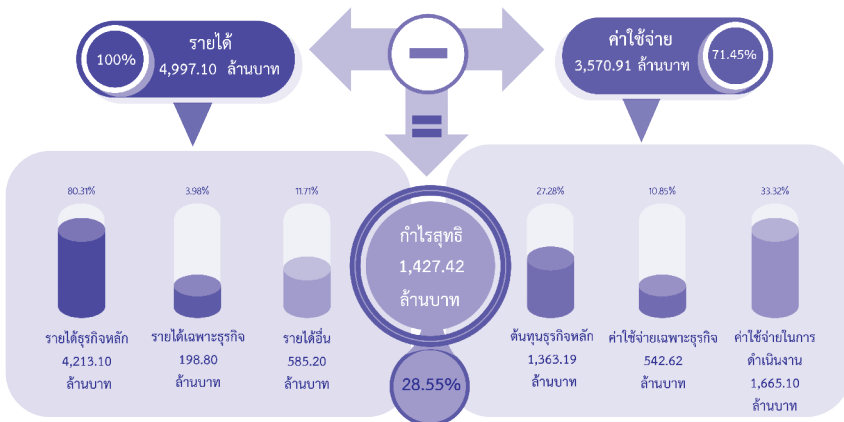 100%
รายได้
4,997.10 ล้านบาท
ค่าใช้จ่าย
3,570.91 ล้านบาท
71.45%
80.31%
3.98%
11.71%
รายได้ธุรกิจหลัก
4,213.10
ล้านบาท
รายได้เฉพาะธุรกิจ
198.80
ล้านบาท
รายได้อื่น
585.20
ล้านบาท
กำไรสุทธิ
1,427.42
ล้านบาท
28.55%
27.28%
10.85%
33.32%
ต้นทุนธุรกิจหลัก
1,363.19
ล้านบาท
ค่าใช้จ่ายเฉพาะธุรกิจ
542.62
ล้านบาท
ค่าใช้จ่ายในการ
ดำเนินงาน
1,665.10
ล้านบาท